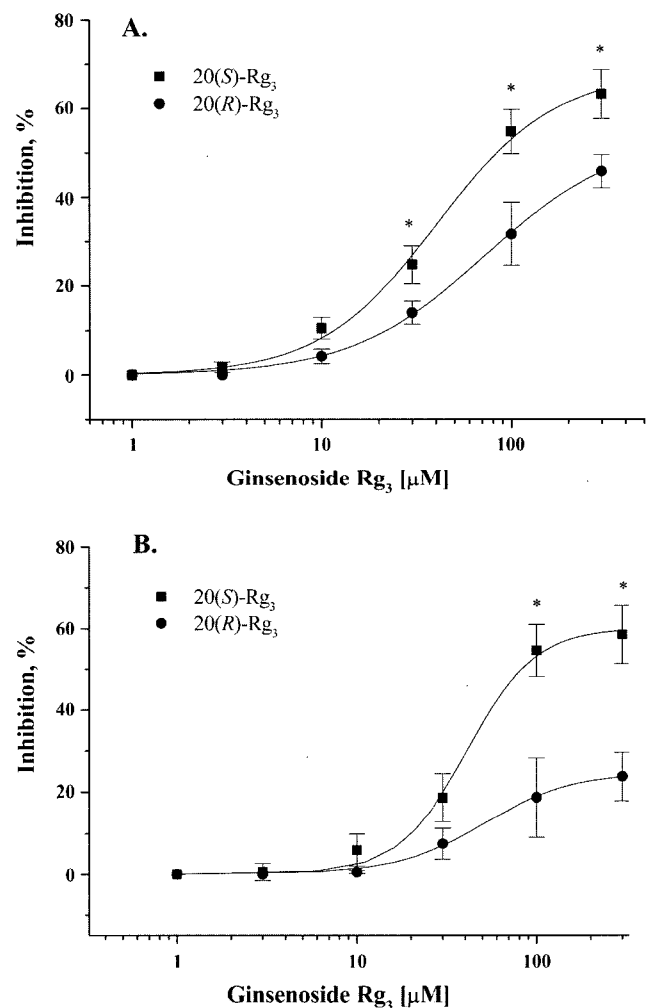 A.
80
60
40
20
0
20(S)-Rg₃
20(R)-Rg₃
*
*
*
Inhibition, %
1
10
100
Ginsenoside Rg₃ [μM]
B.
80
60
40
20
0
20(S)-Rg₃
20(R)-Rg₃
*
*
Inhibition, %
1
10
100
Ginsenoside Rg₃ [μM]